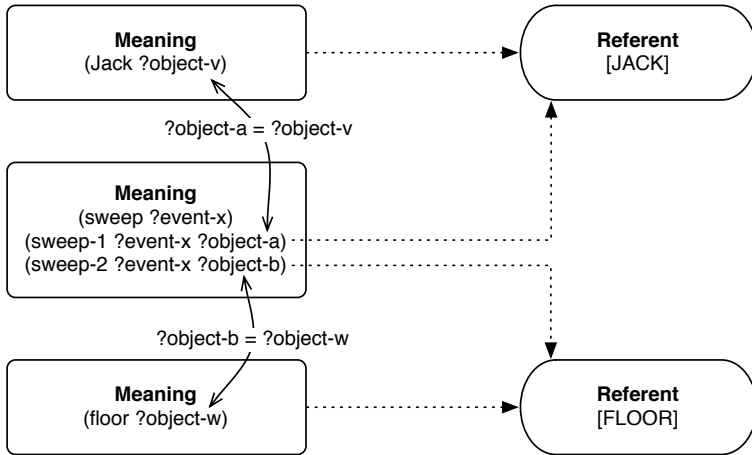 Meaning
(Jack ?object-v)
Referent
[JACK]
?object-a = ?object-v
Meaning
(sweep ?event-x)
(sweep-1 ?event-x ?object-a)
(sweep-2 ?event-x ?object-b)
?object-b = ?object-w
Meaning
(floor ?object-w)
Referent
[FLOOR]